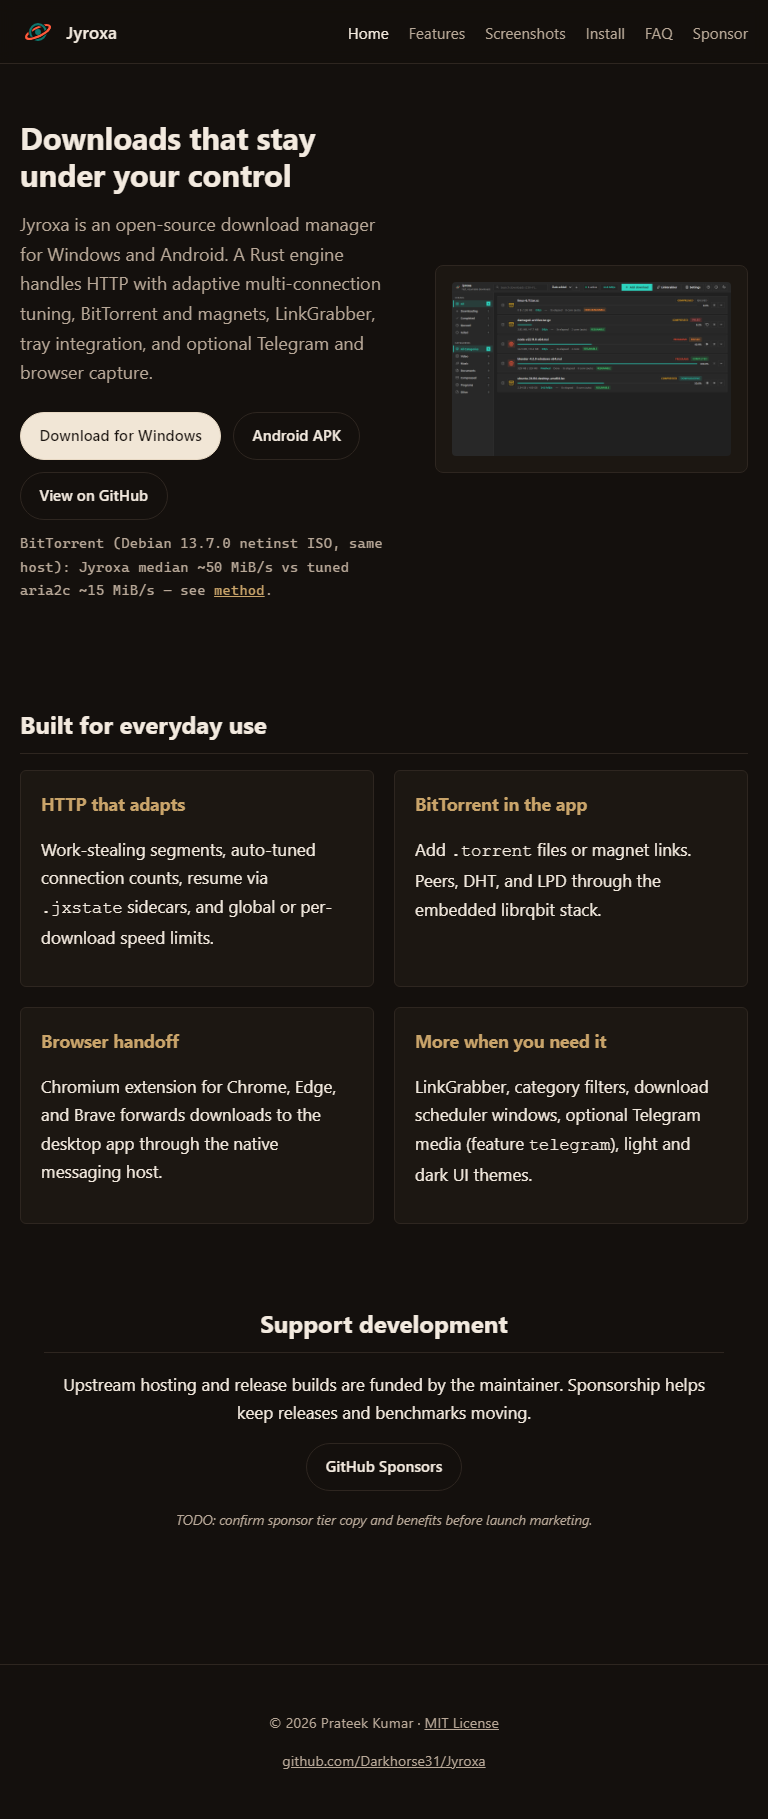 Jyroxa
Home Features Screenshots Install FAQ Sponsor
Downloads that stay
under your control
Jyroxa is an open-source download manager
for Windows and Android. A Rust engine
handles HTTP with adaptive multi-connection
tuning, BitTorrent and magnets, LinkGrabber,
tray integration, and optional Telegram and
browser capture.
Download for Windows
Android APK
View on GitHub
BitTorrent (Debian 13.7.0 netinst ISO, same
host): Jyroxa median ~50 MiB/s vs tuned
aria2c ~15 MiB/s — see method.
Built for everyday use
HTTP that adapts
Work-stealing segments, auto-tuned
connection counts, resume via
.jxstate sidecars, and global or per-
download speed limits.
BitTorrent in the app
Add .torrent files or magnet links.
Peers, DHT, and LPD through the
embedded librqbit stack.
Browser handoff
Chromium extension for Chrome, Edge,
and Brave forwards downloads to the
desktop app through the native
messaging host.
More when you need it
LinkGrabber, category filters, download
scheduler windows, optional Telegram
media (feature telegram), light and
dark UI themes.
Support development
Upstream hosting and release builds are funded by the maintainer. Sponsorship helps
keep releases and benchmarks moving.
GitHub Sponsors
TODO: confirm sponsor tier copy and benefits before launch marketing.
© 2026 Prateek Kumar · MIT License
github.com/Darkhorse31/Jyroxa